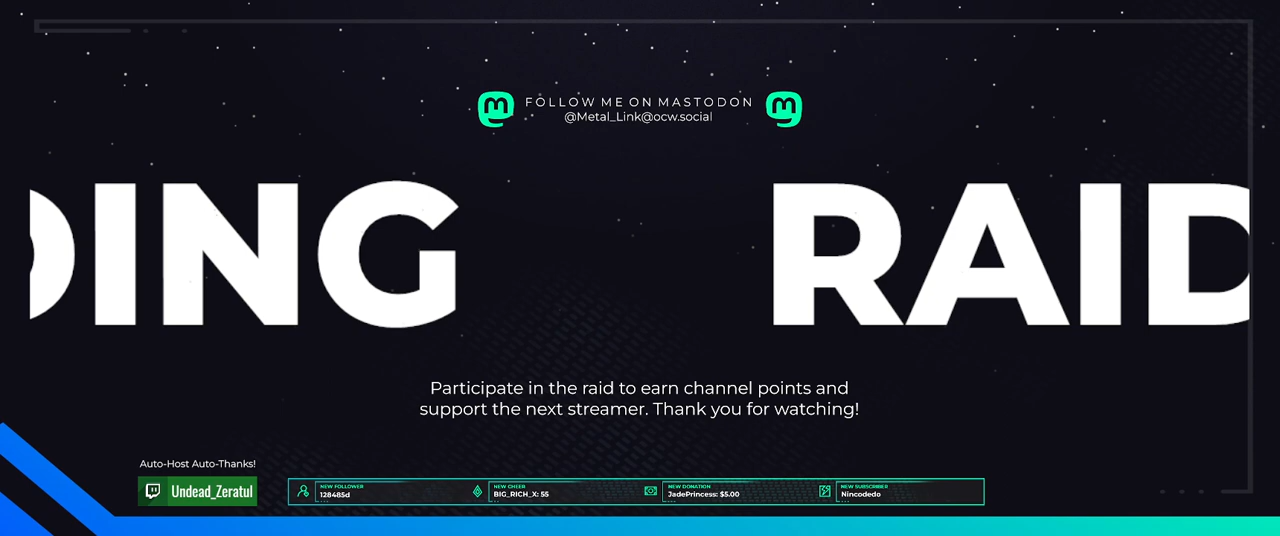 FOLLOW ME ON MASTODON
@Metal_Link@ocw.social
DING RAID
Participate in the raid to earn channel points and
support the next streamer. Thank you for watching!
Auto-Host Auto-Thanks!
Undead_Zeratul
NEW FOLLOWER
128485d
NEW CHEER
BIG_RICH_X: 55
NEW DONATION
JadePrincess: $5.00
NEW SUBSCRIBER
Nincodedo